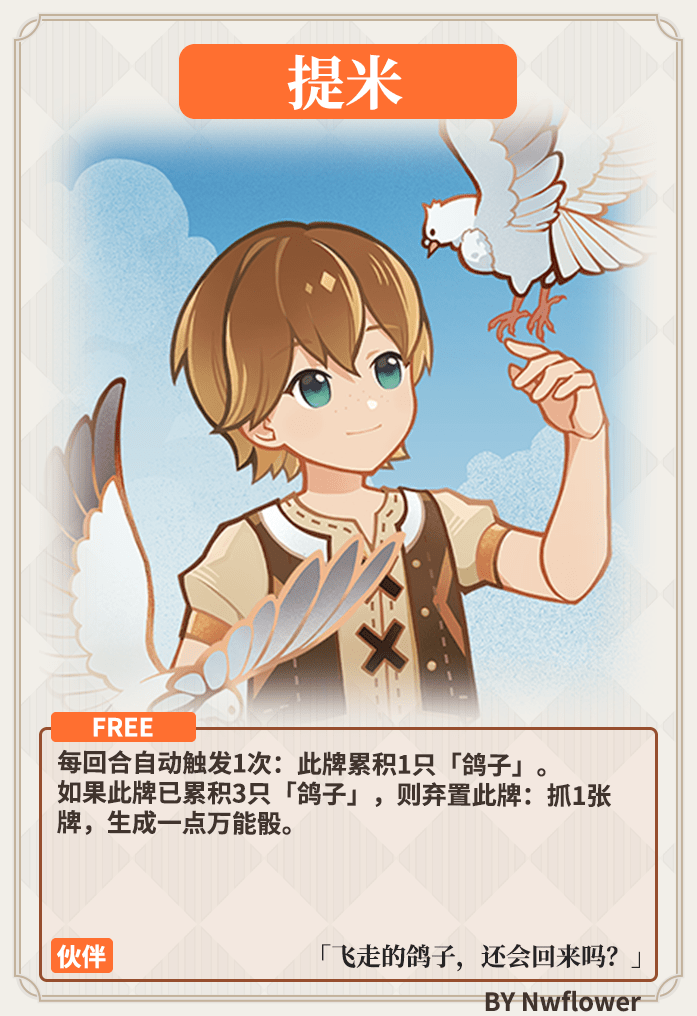 提米
FREE
每回合自动触发1次：此牌累积1只「鸽子」。
如果此牌已累积3只「鸽子」，则弃置此牌：抓1张
牌，生成一点万能骰。
伙伴
「飞走的鸽子，还会回来吗？」
BY Nwflower